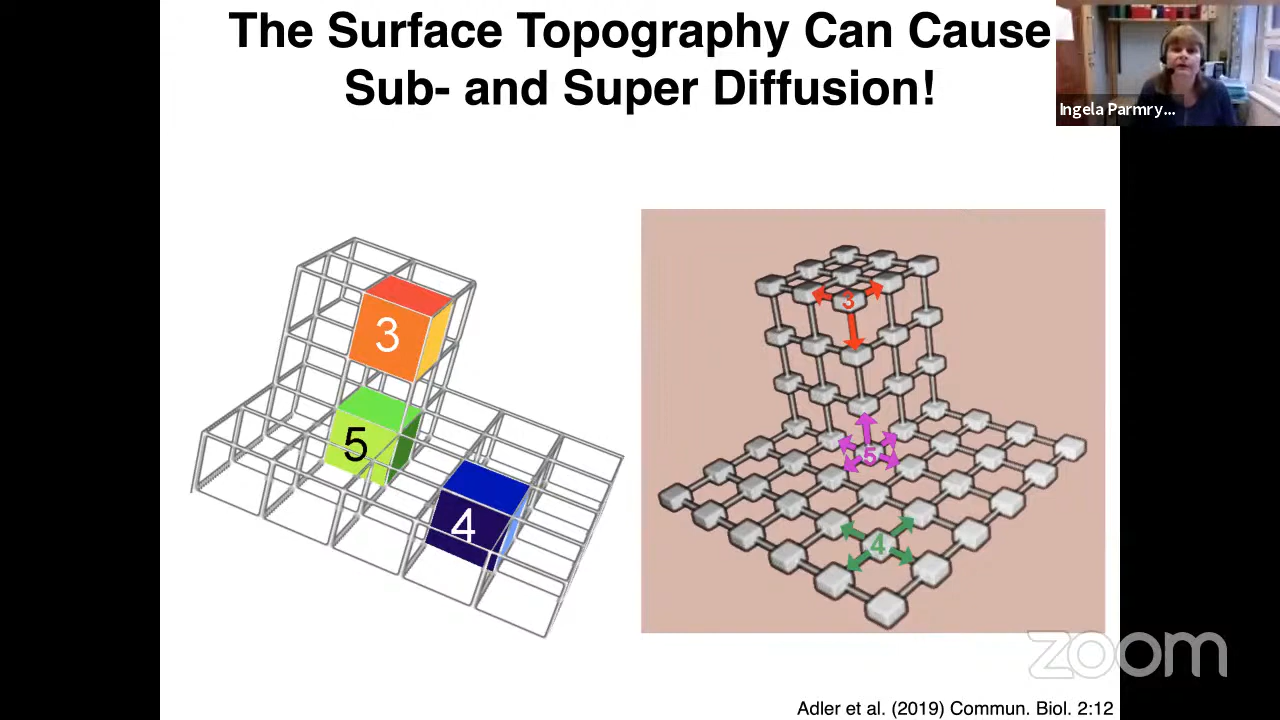 The Surface Topography Can Cause
Sub- and Super Diffusion!
Ingela Parmry...
3
5
4
3
5
4
zoom
Adler et al. (2019) Commun. Biol. 2:12